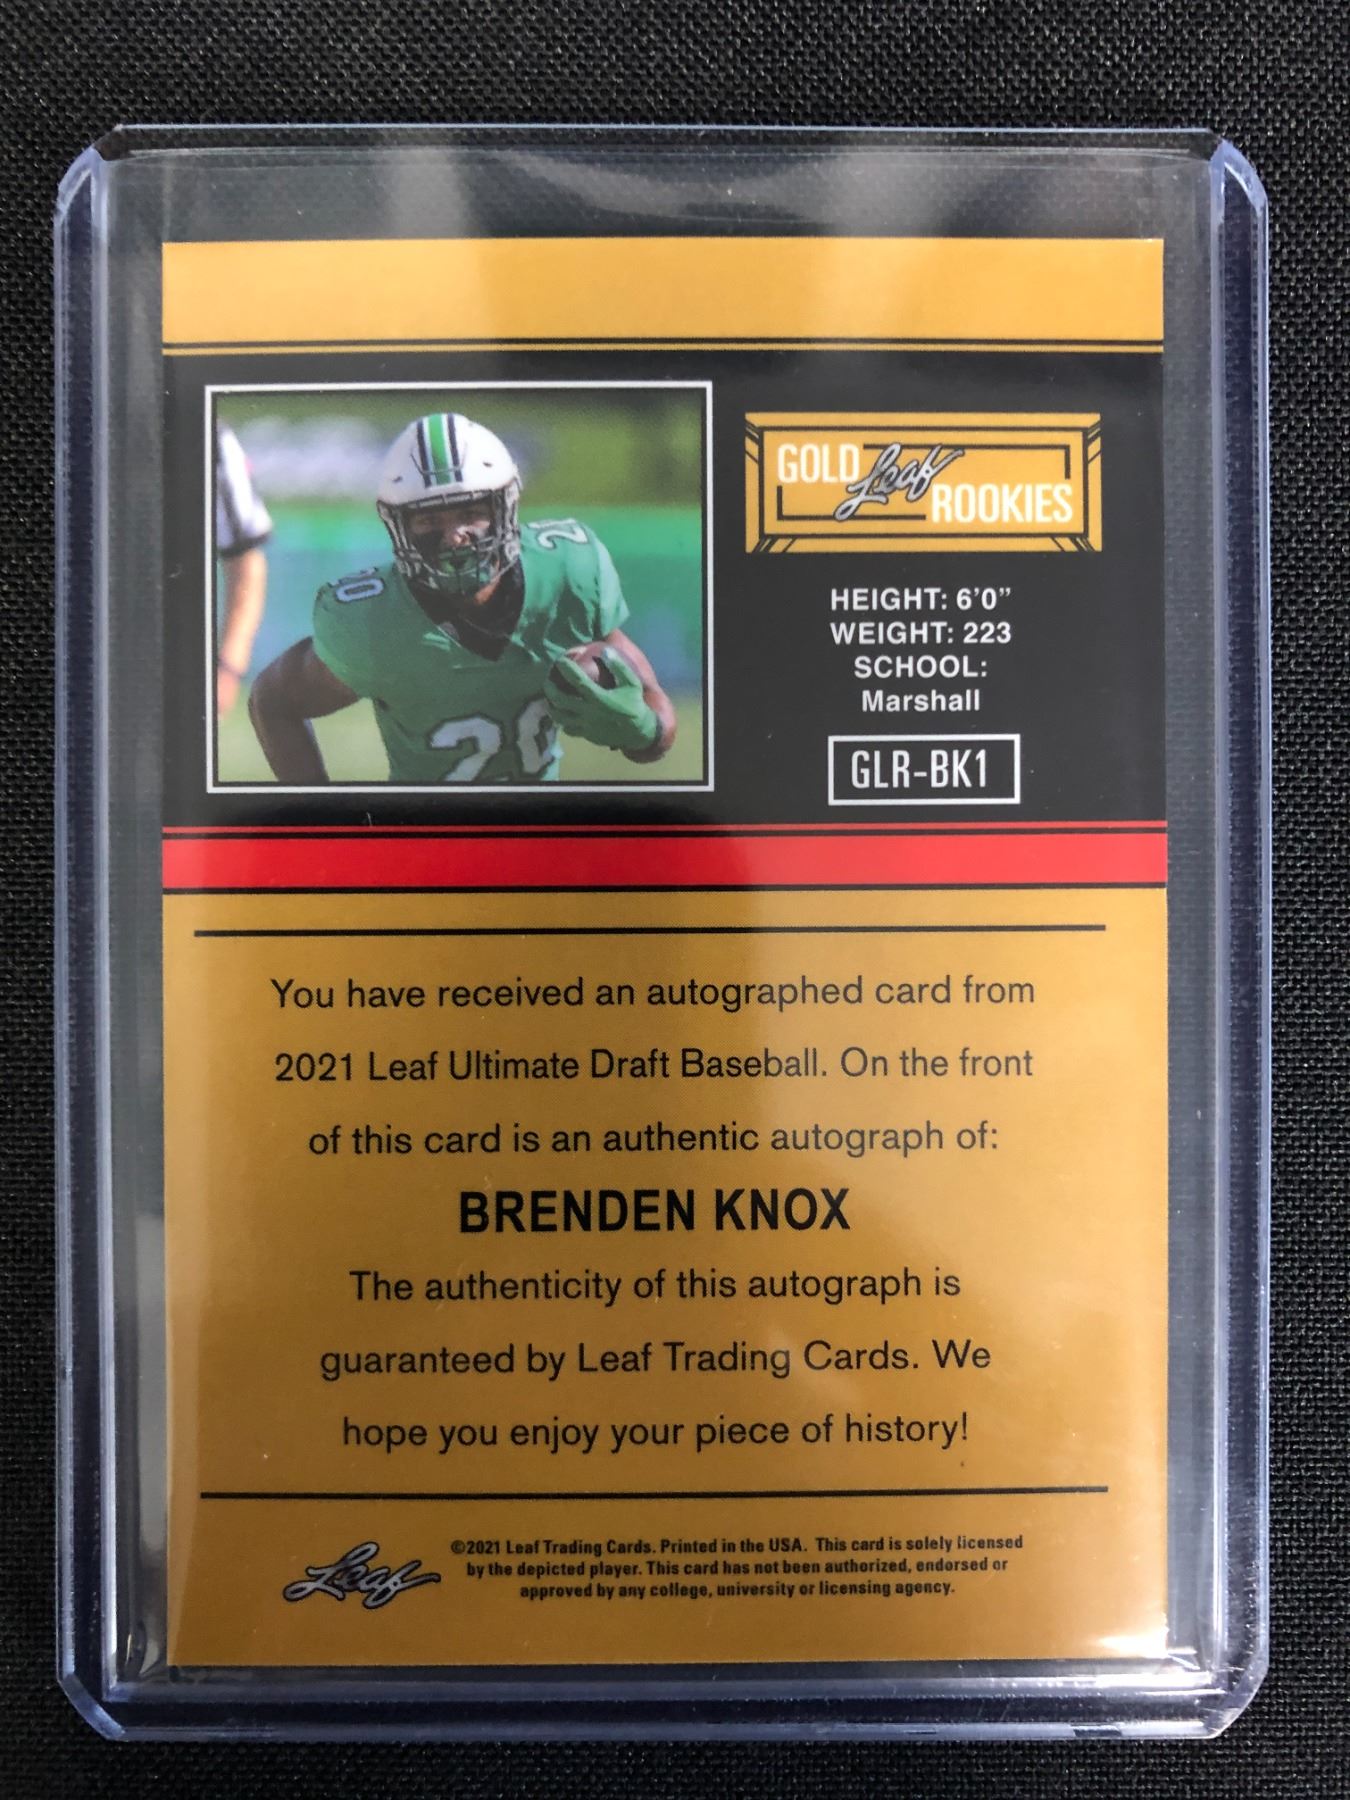 GOLD Leaf ROOKIES
HEIGHT: 6'0"
WEIGHT: 223
SCHOOL:
Marshall
GLR-BK1
20
20
20
You have received an autographed card from
2021 Leaf Ultimate Draft Baseball. On the front
of this card is an authentic autograph of:
BRENDEN KNOX
The authenticity of this autograph is
guaranteed by Leaf Trading Cards. We
hope you enjoy your piece of history!
Leaf
©2021 Leaf Trading Cards. Printed in the USA. This card is solely licensed
by the depicted player. This card has not been authorized, endorsed or
approved by any college, university or licensing agency.